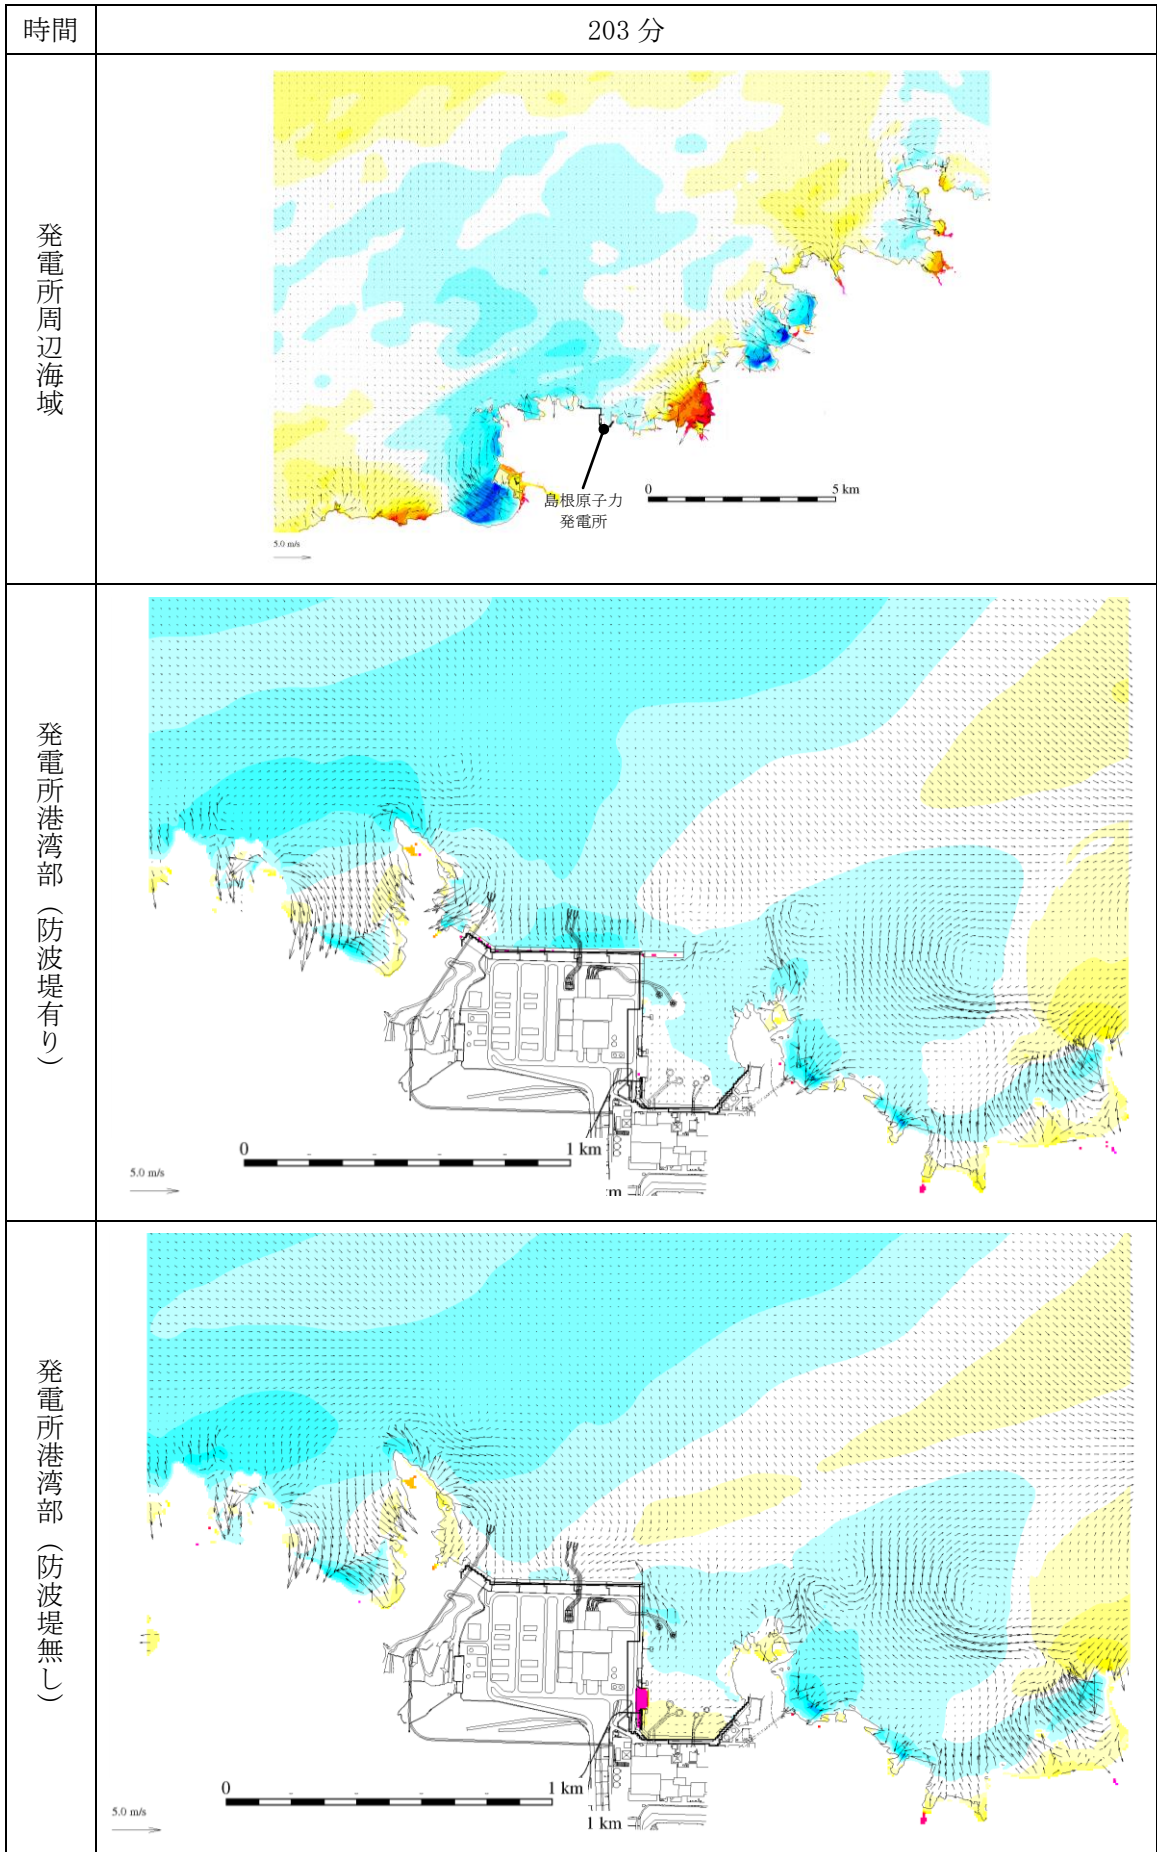 時間
203 分
発電所周辺海域
島根原子力
発電所
0
5 km
5.0 m/s
発電所港湾部（防波堤有り）
0
1 km
5.0 m/s
:m
発電所港湾部（防波堤無し）
0
1 km
5.0 m/s
1 km